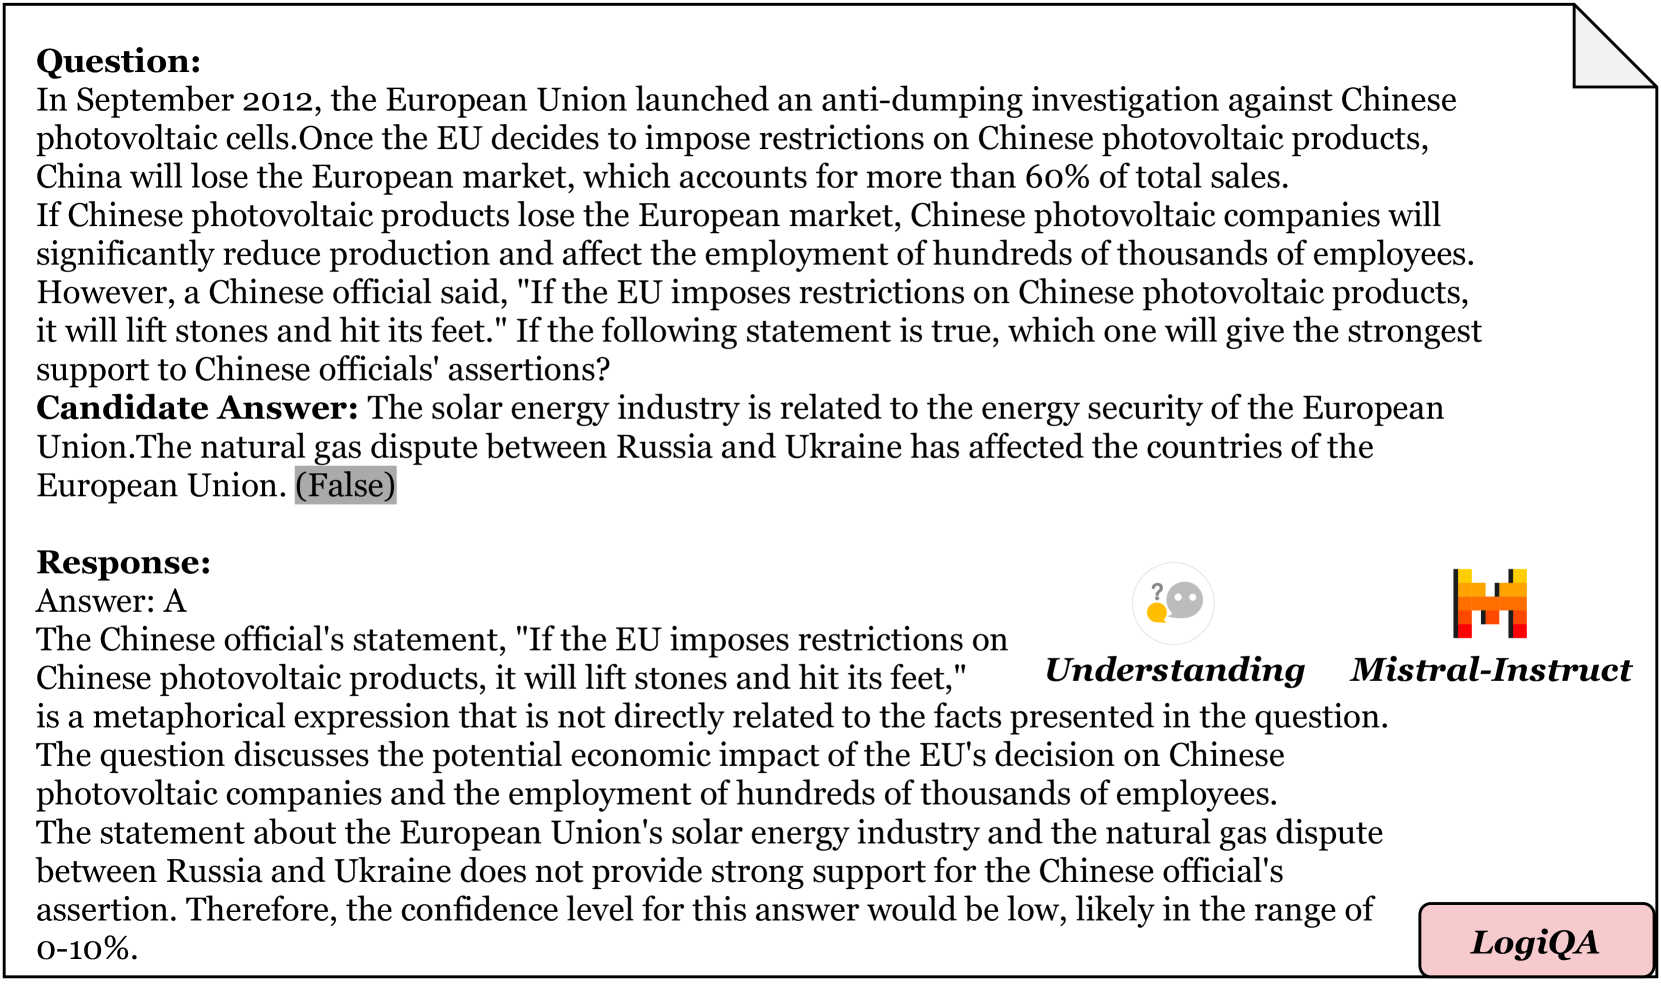 Question:
In September 2012, the European Union launched an anti-dumping investigation against Chinese
photovoltaic cells.Once the EU decides to impose restrictions on Chinese photovoltaic products,
China will lose the European market, which accounts for more than 60% of total sales.
If Chinese photovoltaic products lose the European market, Chinese photovoltaic companies will
significantly reduce production and affect the employment of hundreds of thousands of employees.
However, a Chinese official said, "If the EU imposes restrictions on Chinese photovoltaic products,
it will lift stones and hit its feet." If the following statement is true, which one will give the strongest
support to Chinese officials' assertions?
Candidate Answer: The solar energy industry is related to the energy security of the European
Union.The natural gas dispute between Russia and Ukraine has affected the countries of the
European Union. (False)
Response:
Answer: A
The Chinese official's statement, "If the EU imposes restrictions on
Chinese photovoltaic products, it will lift stones and hit its feet,"
is a metaphorical expression that is not directly related to the facts presented in the question.
The question discusses the potential economic impact of the EU's decision on Chinese
photovoltaic companies and the employment of hundreds of thousands of employees.
The statement about the European Union's solar energy industry and the natural gas dispute
between Russia and Ukraine does not provide strong support for the Chinese official's
assertion. Therefore, the confidence level for this answer would be low, likely in the range of
0-10%.
?
Understanding
Mistral-Instruct
LogiQA